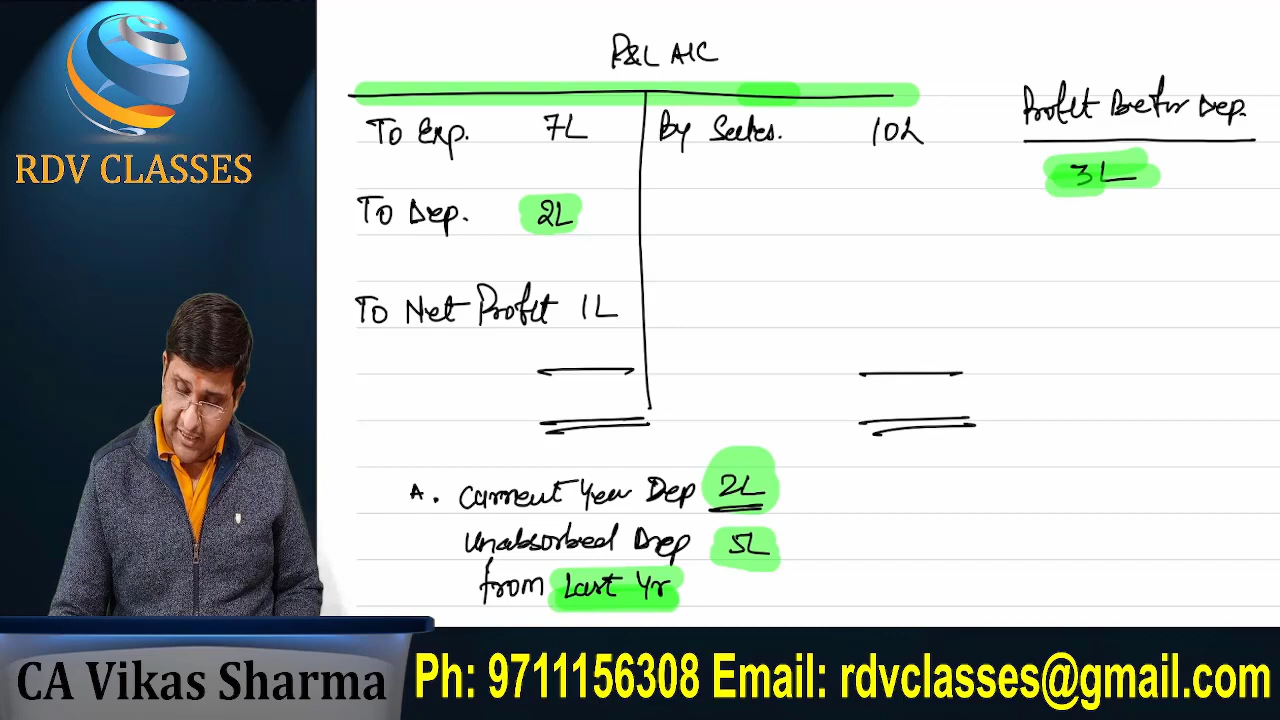 RDV CLASSES
P&L A/C
To Exp. 7L By Sales. 10L
Profit Before Dep.
3L
To Dep. 2L
To Net Profit 1L
A. Current Year Dep 2L
Unabsorbed Dep 5L
from Last Yr
CA Vikas Sharma
Ph: 9711156308 Email: rdvclasses@gmail.com